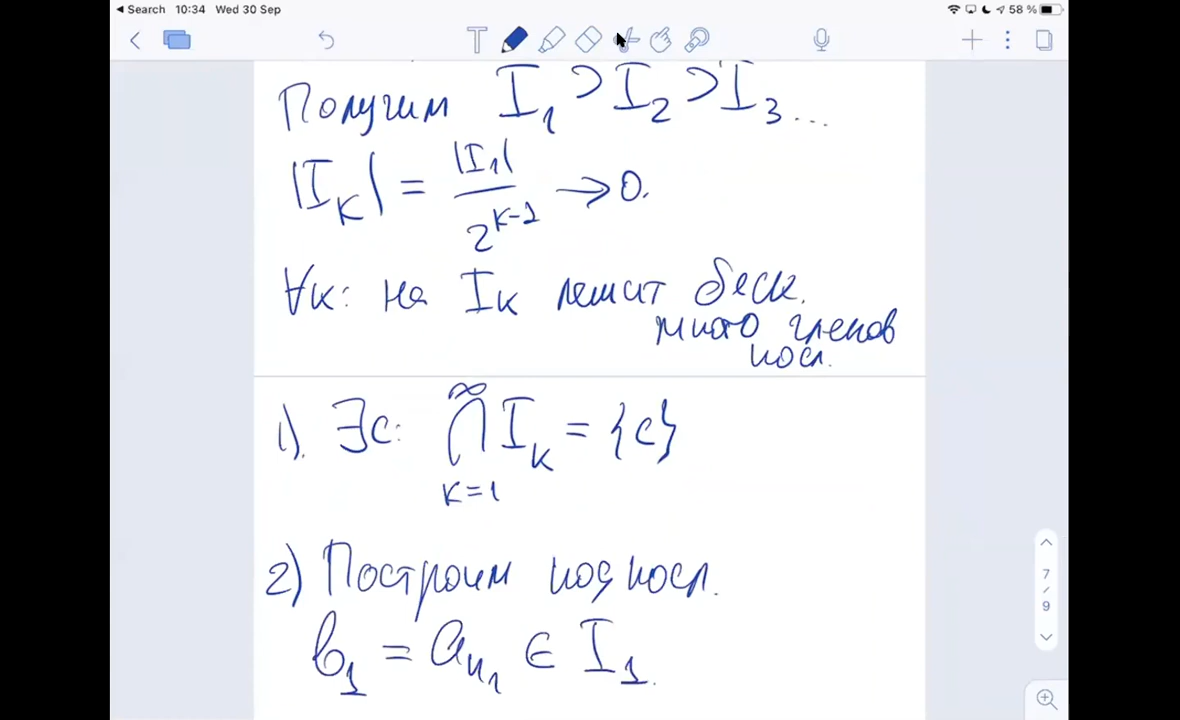 Search 10:34 Wed 30 Sep 58 %
Получим I₁ ⊃ I₂ ⊃ I₃ ...
|Iₖ| = |I₁| / 2ᵏ⁻¹ → 0.
∀к: на Iк лежит беск.
много членов
посл.
1). ∃c: ∞ ⋂ k=1 Iₖ = {c}
2) Построим подпосл.
b₁ = aₙ₁ ∈ I₁.
7
/
9